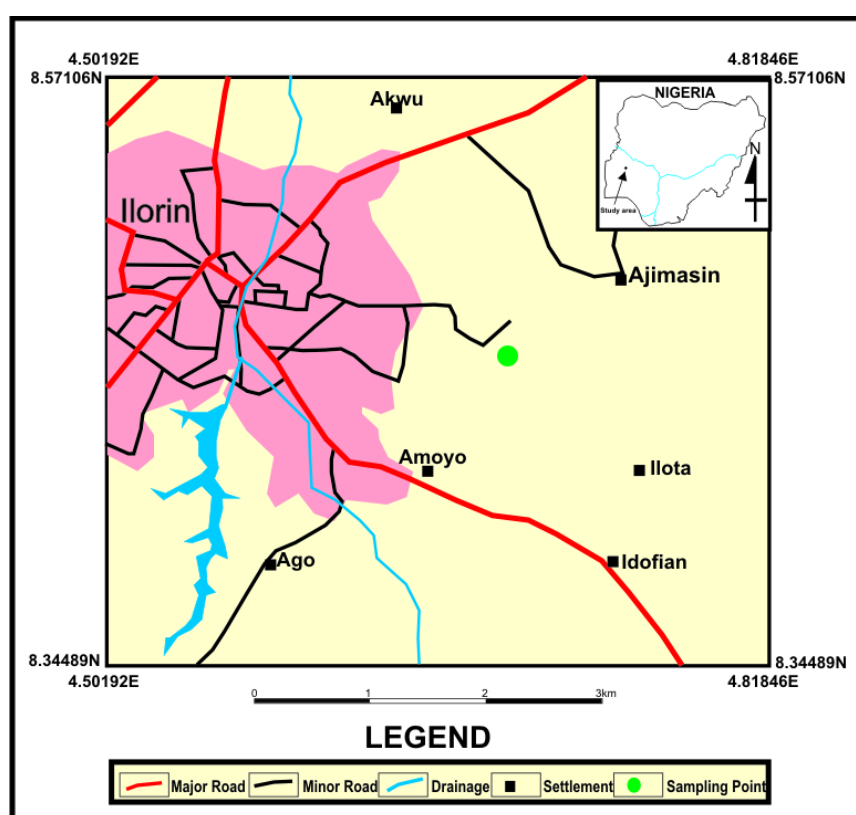 4.50192E
4.81846E
8.57106N
8.57106N
Akwu
NIGERIA
N
Study area
Ilorin
Ajimasin
Amoyo
Ilota
Ago
Idofian
8.34489N
8.34489N
4.50192E
4.81846E
0 1 2 3km
LEGEND
Major Road Minor Road Drainage Settlement Sampling Point